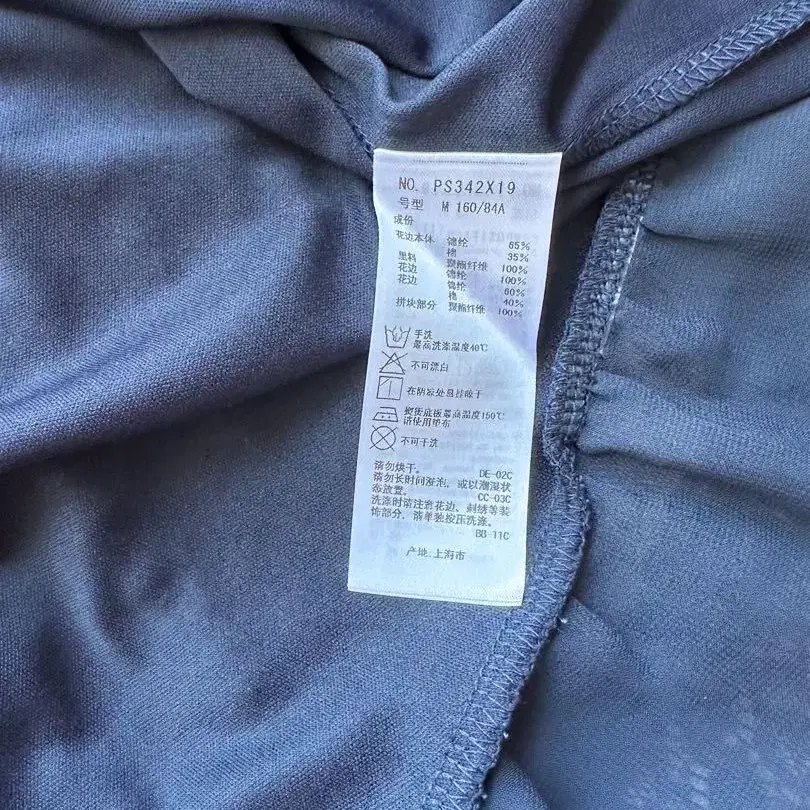 NO. PS342X19
号型 M 160/84A
成份
花边本体 锦纶 65%
棉 35%
里料 聚酯纤维 100%
花边 锦纶 100%
花边 锦纶 60%
棉 40%
拼块部分 聚酯纤维 100%
手洗
最高洗涤温度40℃
不可漂白
在阴凉处悬挂晾干
熨烫底板最高温度150℃
请使用垫布
不可干洗
请勿烘干。 DE-02C
请勿长时间浸泡，或以潮湿状
态放置。 CC-03C
洗涤时请注意花边、刺绣等装
饰部分，请单独按压洗涤。
BB-11C
产地:上海市